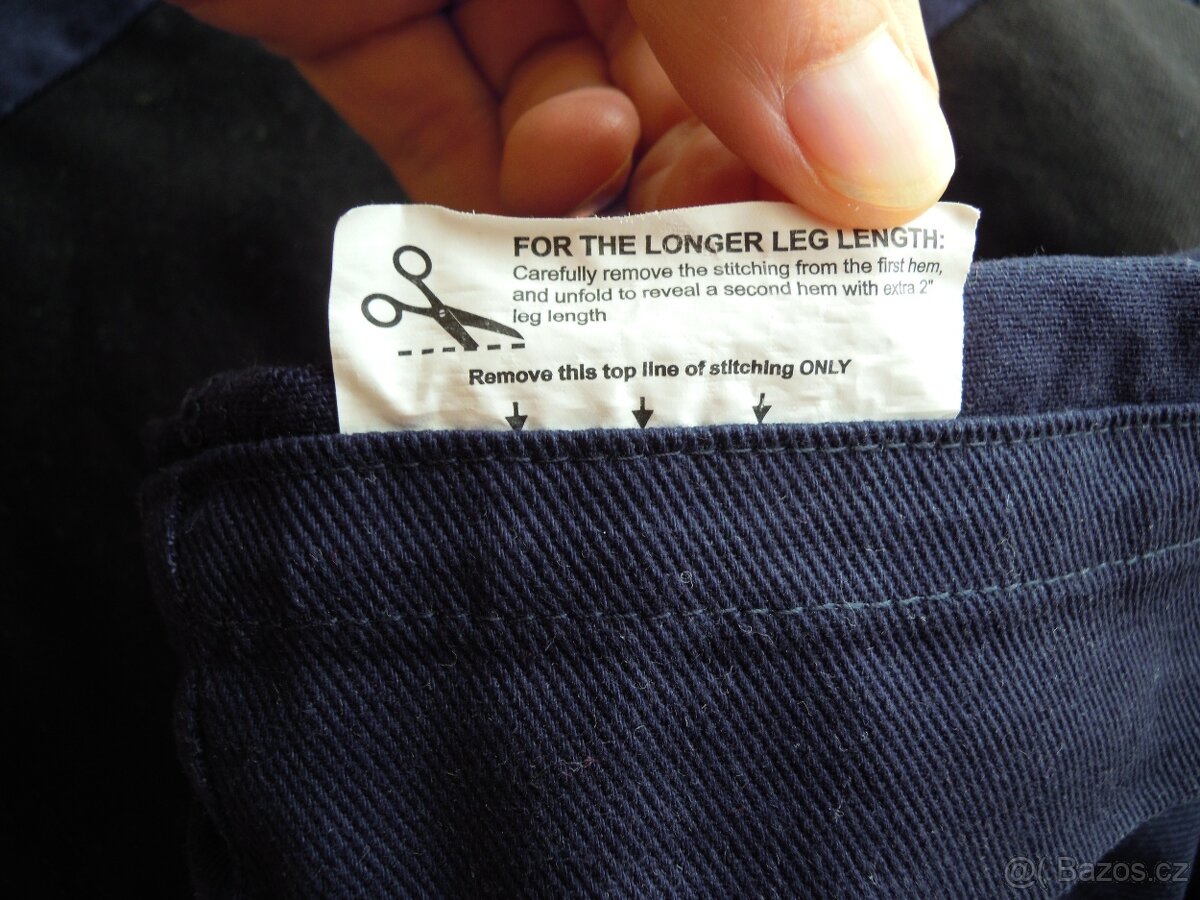 FOR THE LONGER LEG LENGTH:
Carefully remove the stitching from the first hem,
and unfold to reveal a second hem with extra 2"
leg length
Remove this top line of stitching ONLY
@( Bazos.cz